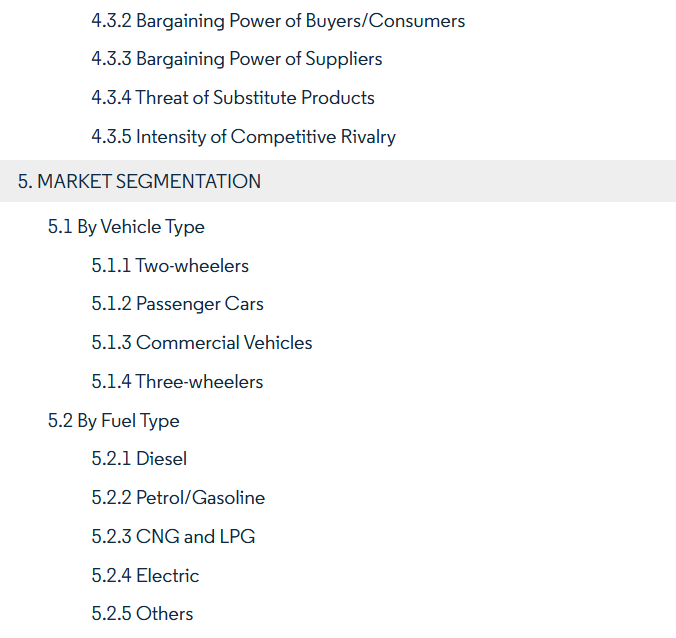 4.3.2 Bargaining Power of Buyers/Consumers
4.3.3 Bargaining Power of Suppliers
4.3.4 Threat of Substitute Products
4.3.5 Intensity of Competitive Rivalry
5. MARKET SEGMENTATION
5.1 By Vehicle Type
5.1.1 Two-wheelers
5.1.2 Passenger Cars
5.1.3 Commercial Vehicles
5.1.4 Three-wheelers
5.2 By Fuel Type
5.2.1 Diesel
5.2.2 Petrol/Gasoline
5.2.3 CNG and LPG
5.2.4 Electric
5.2.5 Others